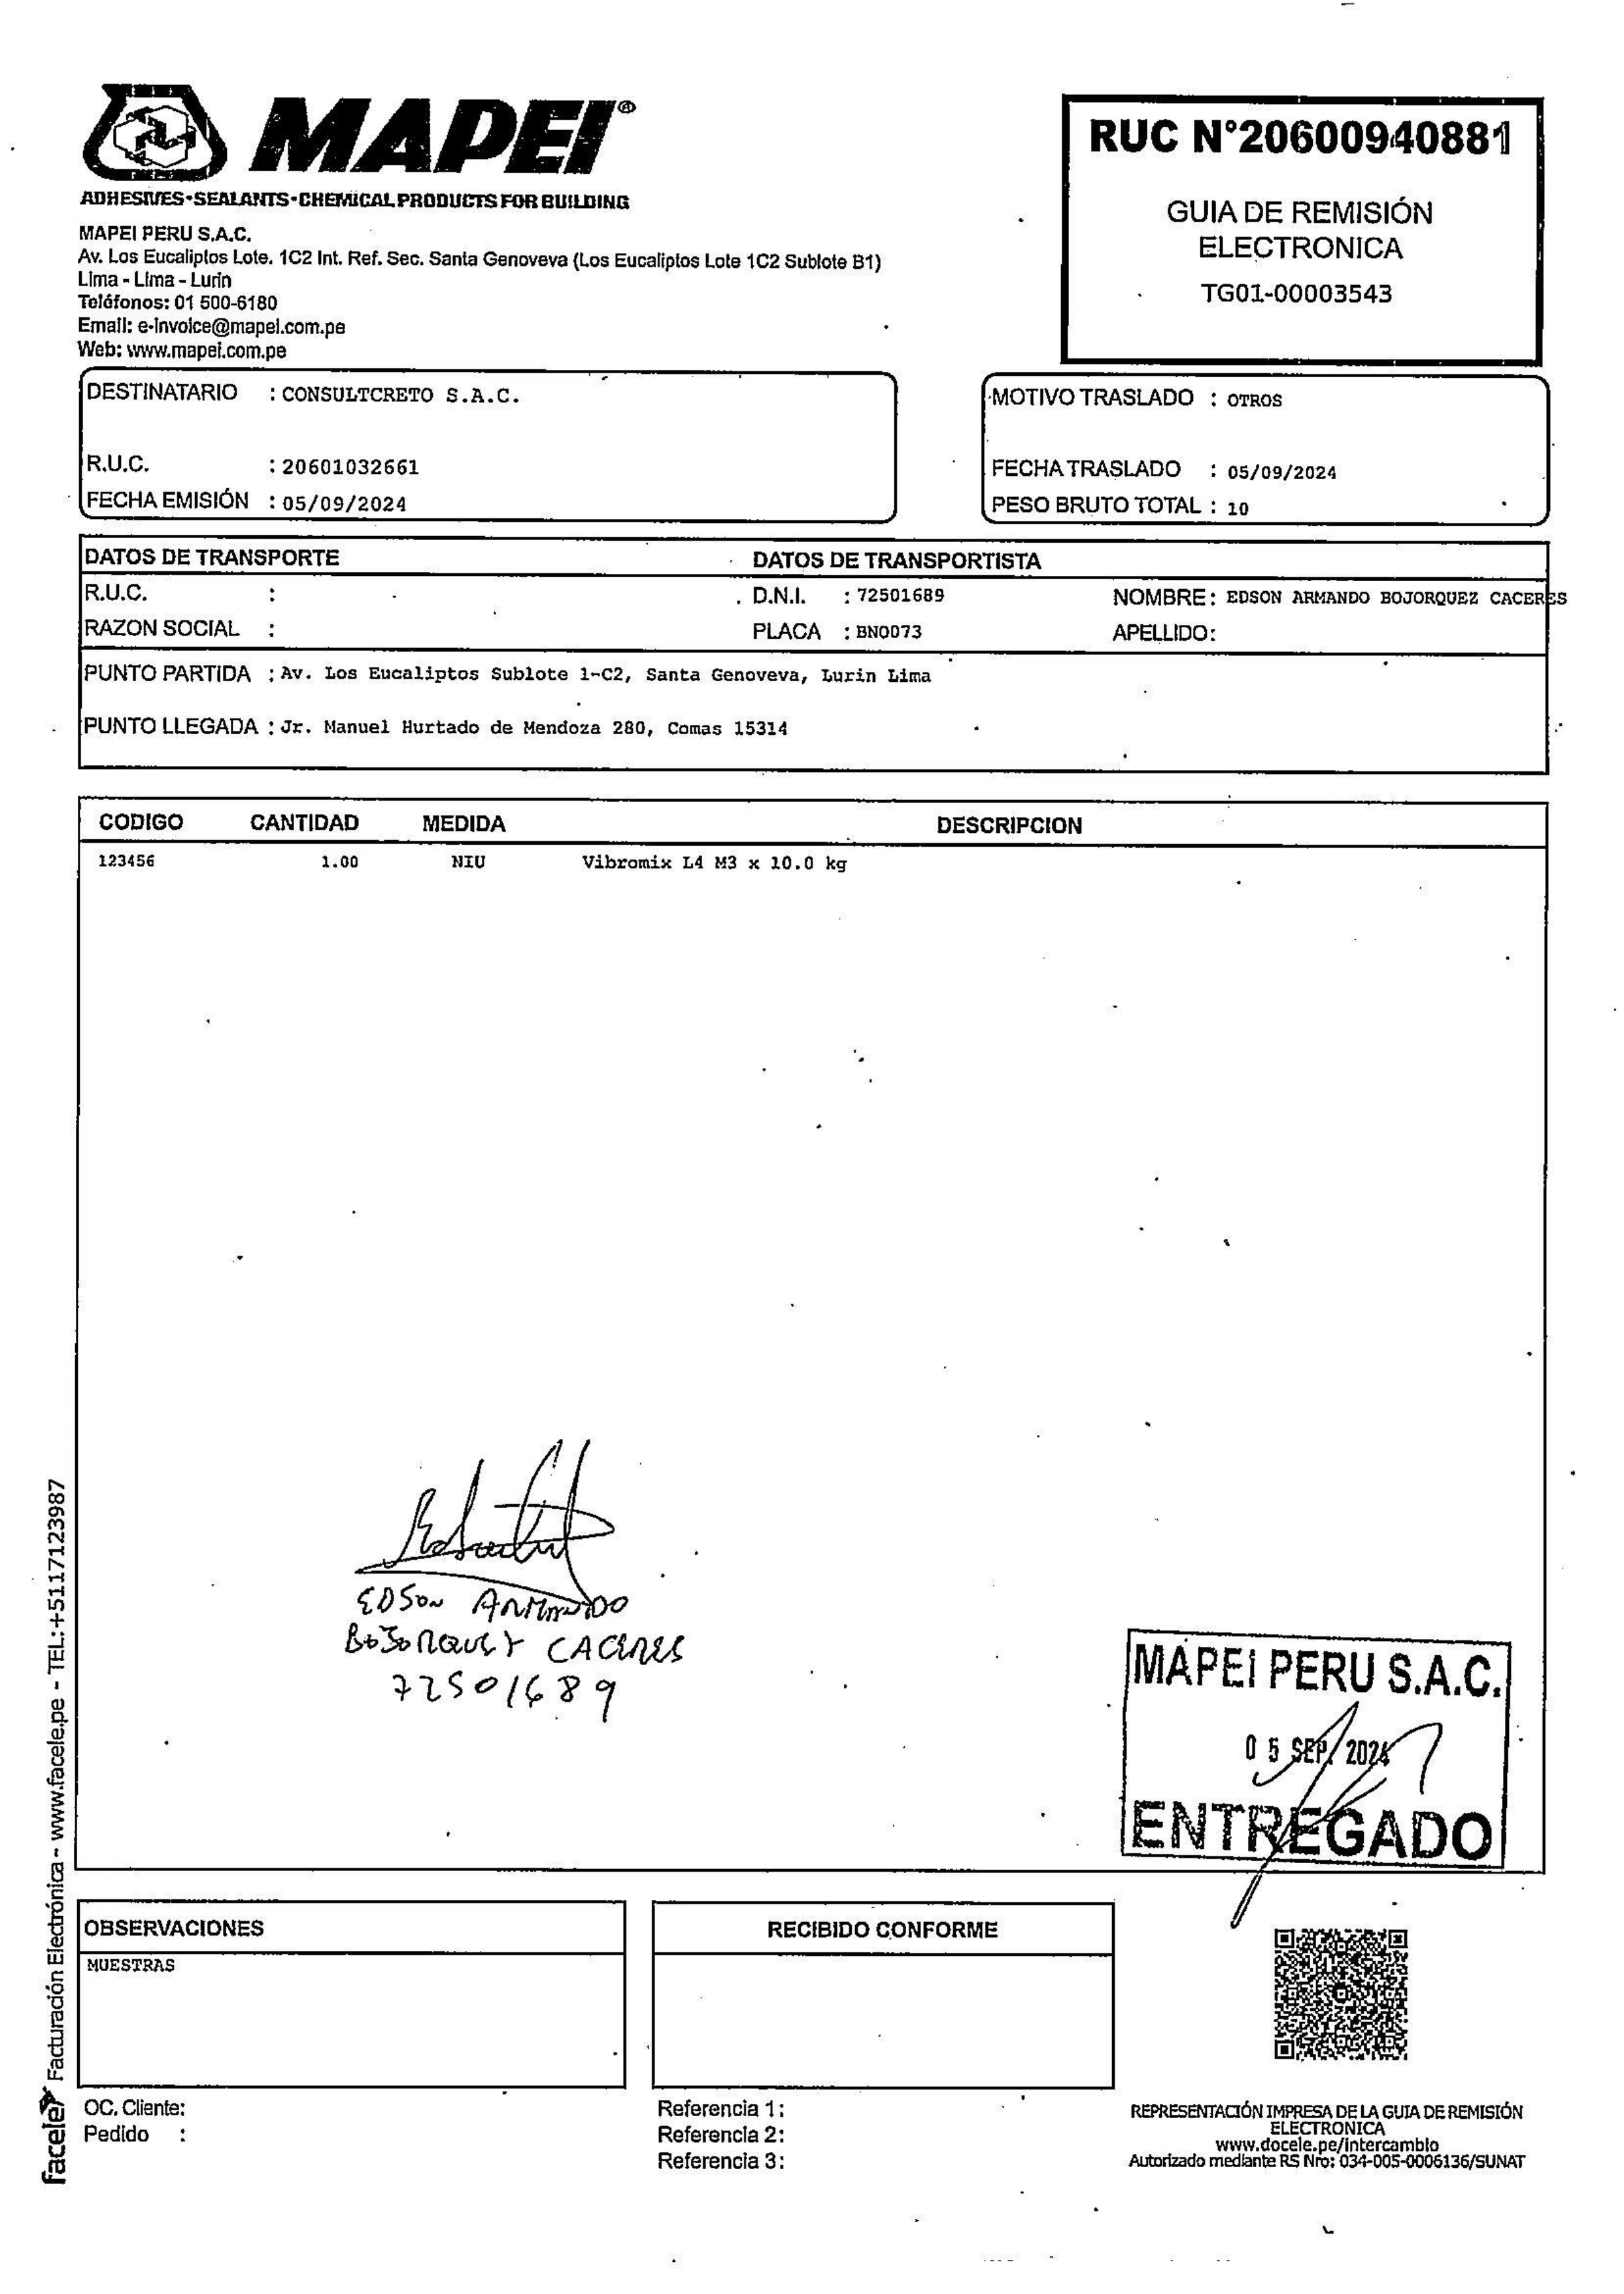 MAPEI®
ADHESIVES•SEALANTS•CHEMICAL PRODUCTS FOR BUILDING
MAPEI PERU S.A.C.
Av. Los Eucaliptos Lote. 1C2 Int. Ref. Sec. Santa Genoveva (Los Eucaliptos Lote 1C2 Sublote B1)
Lima - Lima - Lurin
Teléfonos: 01 500-6180
Email: e-invoice@mapei.com.pe
Web: www.mapei.com.pe
RUC N°20600940881
GUIA DE REMISIÓN
ELECTRONICA
TG01-00003543
DESTINATARIO : CONSULTCRETO S.A.C.
R.U.C. : 20601032661
FECHA EMISIÓN : 05/09/2024
MOTIVO TRASLADO : OTROS
FECHA TRASLADO : 05/09/2024
PESO BRUTO TOTAL : 10
DATOS DE TRANSPORTE DATOS DE TRANSPORTISTA
R.U.C. : D.N.I. : 72501689 NOMBRE: EDSON ARMANDO BOJORQUEZ CACERES
RAZON SOCIAL : PLACA : BNO073 APELLIDO:
PUNTO PARTIDA : Av. Los Eucaliptos Sublote 1-C2, Santa Genoveva, Lurin Lima
PUNTO LLEGADA : Jr. Manuel Hurtado de Mendoza 280, Comas 15314
CODIGO CANTIDAD MEDIDA DESCRIPCION
123456 1.00 NIU Vibromix L4 M3 x 10.0 kg
EDSON ARMANDO
BOJORQUEZ CACERES
72501689
MAPEI PERU S.A.C.
05 SEP. 2024
ENTREGADO
OBSERVACIONES
MUESTRAS
RECIBIDO CONFORME
OC. Cliente:
Pedido :
Referencia 1:
Referencia 2:
Referencia 3:
REPRESENTACIÓN IMPRESA DE LA GUIA DE REMISIÓN
ELECTRONICA
www.docele.pe/intercambio
Autorizado mediante RS Nro: 034-005-0006136/SUNAT
facele Facturación Electrónica - www.facele.pe - TEL:+5117123987